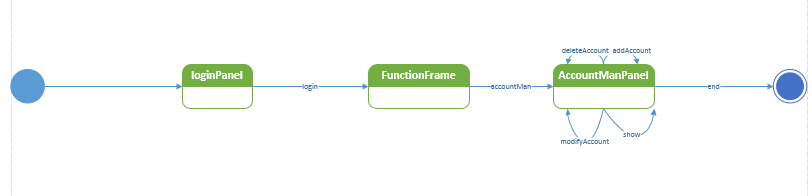 deleteAccount addAccount
loginPanel
FunctionFrame
AccountManPanel
login
accountMan
end
modifyAccount
show